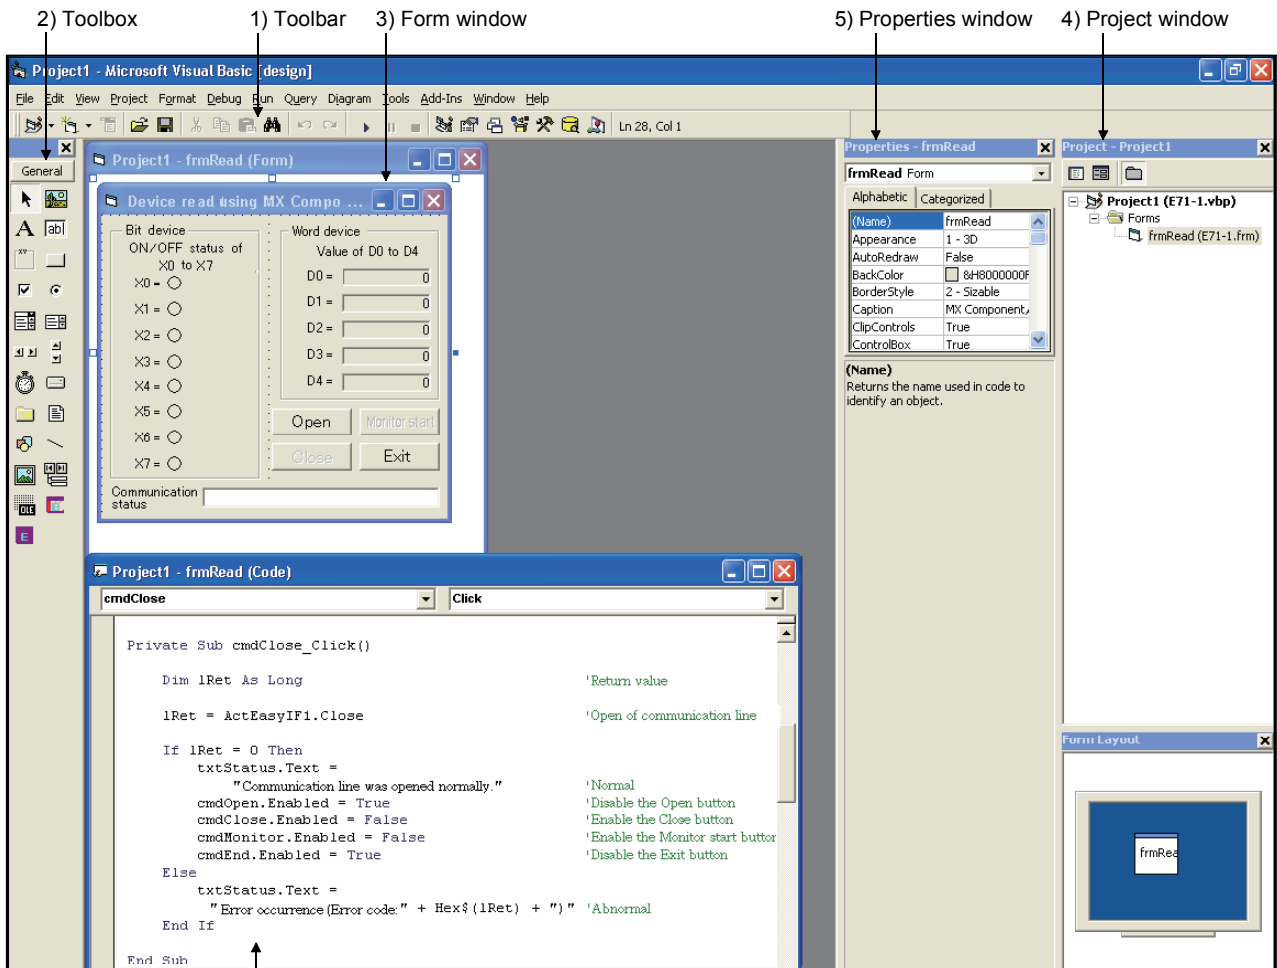 2) Toolbox
1) Toolbar
3) Form window
5) Properties window
4) Project window
Project1 - Microsoft Visual Basic [design]
File Edit View Project Format Debug Run Query Diagram Tools Add-Ins Window Help
Ln 28, Col 1
General
A
ab
xv
OLE
E
Project1 - frmRead (Form)
Device read using MX Compo ...
Bit device
ON/OFF status of
X0 to X7
X0 =
X1 =
X2 =
X3 =
X4 =
X5 =
X6 =
X7 =
Word device
Value of D0 to D4
D0 = 0
D1 = 0
D2 = 0
D3 = 0
D4 = 0
Open
Monitor start
Close
Exit
Communication
status
Properties - frmRead
frmRead Form
Alphabetic
Categorized
(Name) frmRead
Appearance 1 - 3D
AutoRedraw False
BackColor &H8000000F
BorderStyle 2 - Sizable
Caption MX Component,
ClipControls True
ControlBox True
(Name)
Returns the name used in code to
identify an object.
Project - Project1
Project1 (E71-1.vbp)
Forms
frmRead (E71-1.frm)
Form Layout
frmRea
Project1 - frmRead (Code)
cmdClose
Click
Private Sub cmdClose_Click()
Dim lRet As Long 'Return value
lRet = ActEasyIF1.Close 'Open of communication line
If lRet = 0 Then
txtStatus.Text =
"Communication line was opened normally." 'Normal
cmdOpen.Enabled = True 'Disable the Open button
cmdClose.Enabled = False 'Enable the Close button
cmdMonitor.Enabled = False 'Enable the Monitor start button
cmdEnd.Enabled = True 'Disable the Exit button
Else
txtStatus.Text =
"Error occurrence (Error code:" + Hex$(lRet) + ")" 'Abnormal
End If
End Sub